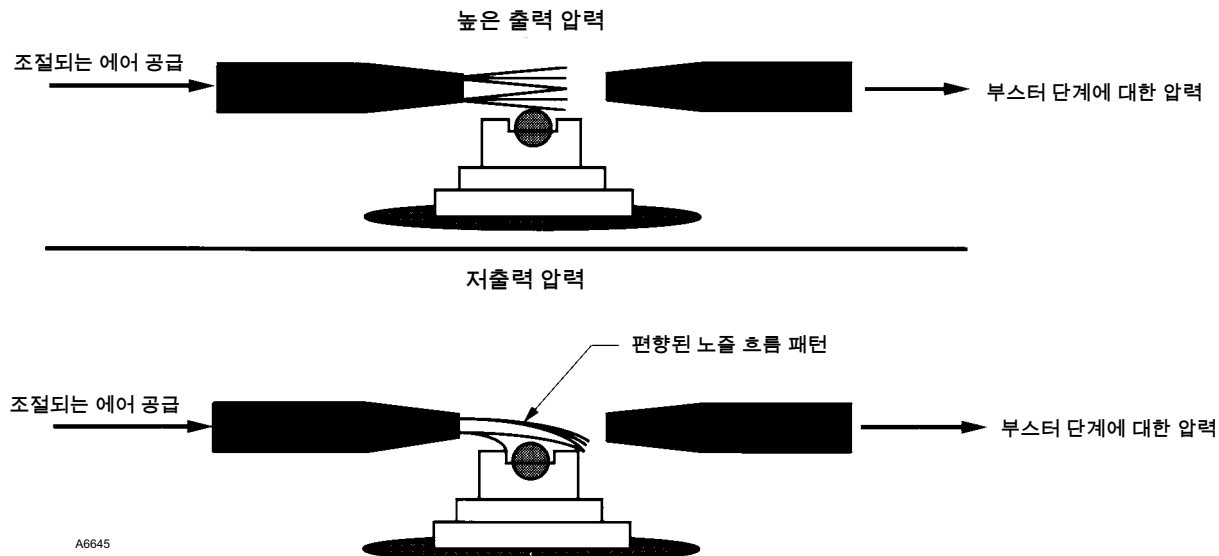 높은 출력 압력
조절되는 에어 공급
부스터 단계에 대한 압력
저출력 압력
편향된 노즐 흐름 패턴
조절되는 에어 공급
부스터 단계에 대한 압력
A6645